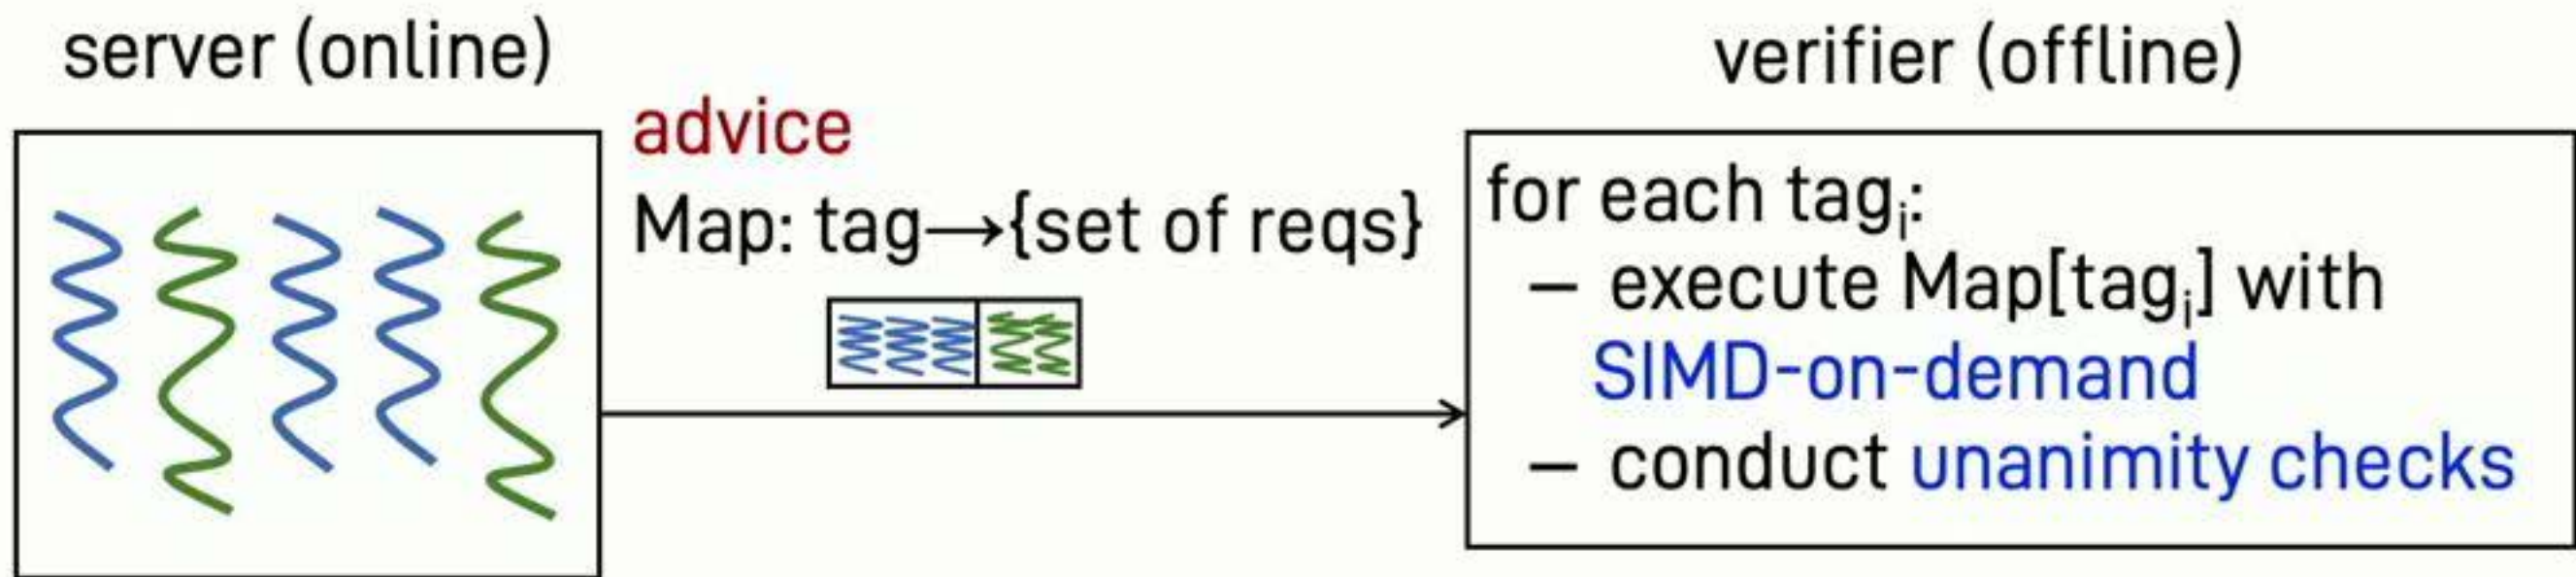 server (online)
advice
Map: tag→{set of reqs}
verifier (offline)
for each tagᵢ:
– execute Map[tagᵢ] with
SIMD-on-demand
– conduct unanimity checks